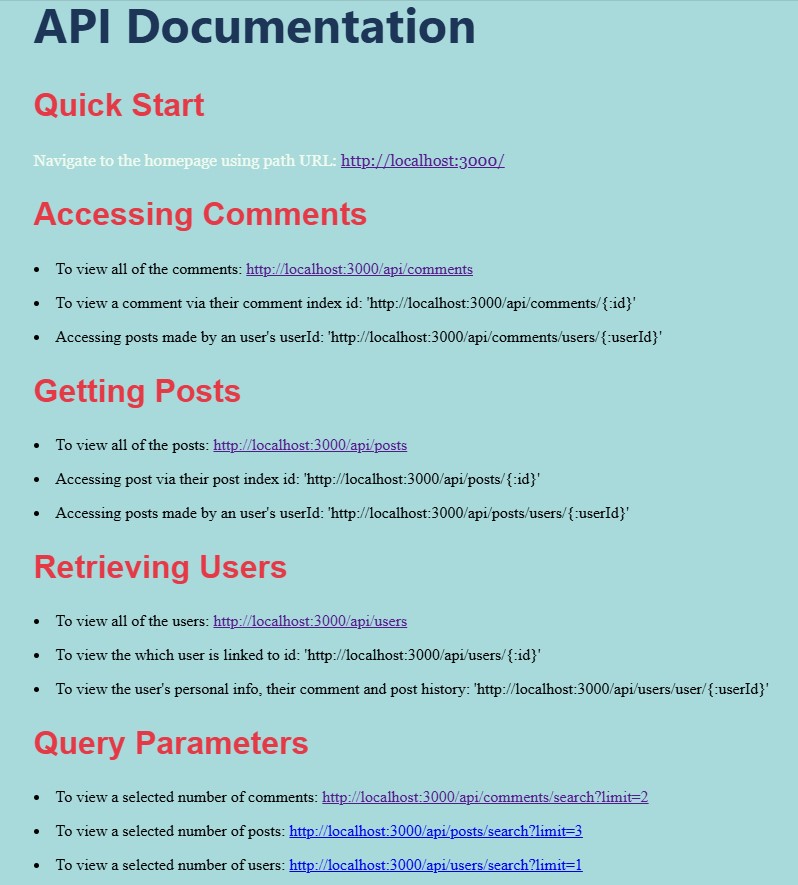 API Documentation
Quick Start
Navigate to the homepage using path URL: http://localhost:3000/
Accessing Comments
• To view all of the comments: http://localhost:3000/api/comments
• To view a comment via their comment index id: 'http://localhost:3000/api/comments/{:id}'
• Accessing posts made by an user's userId: 'http://localhost:3000/api/comments/users/{:userId}'
Getting Posts
• To view all of the posts: http://localhost:3000/api/posts
• Accessing post via their post index id: 'http://localhost:3000/api/posts/{:id}'
• Accessing posts made by an user's userId: 'http://localhost:3000/api/posts/users/{:userId}'
Retrieving Users
• To view all of the users: http://localhost:3000/api/users
• To view the which user is linked to id: 'http://localhost:3000/api/users/{:id}'
• To view the user's personal info, their comment and post history: 'http://localhost:3000/api/users/user/{:userId}'
Query Parameters
• To view a selected number of comments: http://localhost:3000/api/comments/search?limit=2
• To view a selected number of posts: http://localhost:3000/api/posts/search?limit=3
• To view a selected number of users: http://localhost:3000/api/users/search?limit=1